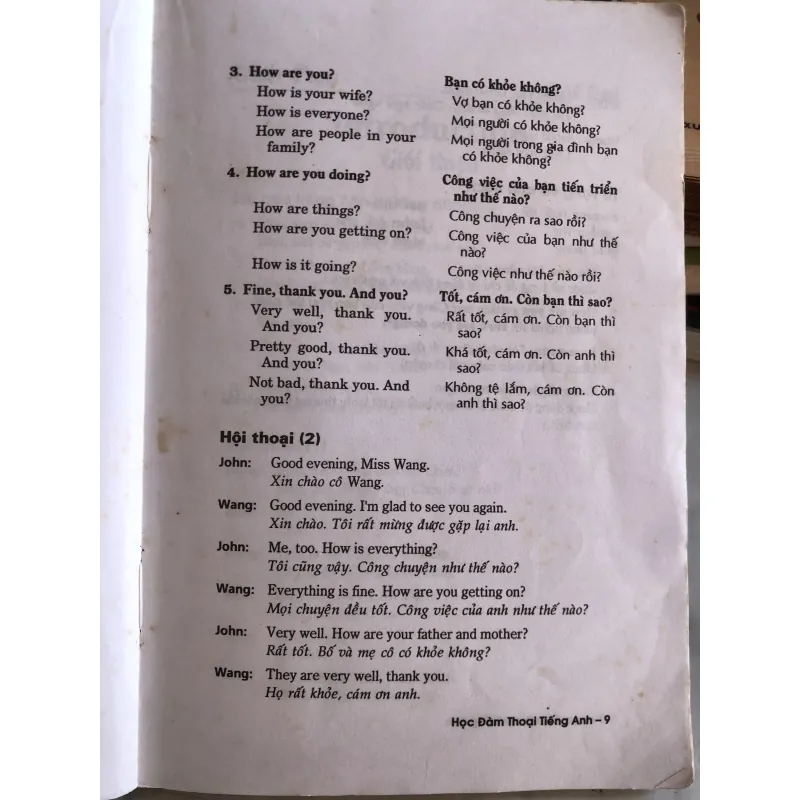 3. How are you?
Bạn có khỏe không?
How is your wife?
Vợ bạn có khỏe không?
How is everyone?
Mọi người có khỏe không?
How are people in your
family?
Mọi người trong gia đình bạn
có khỏe không?
4. How are you doing?
Công việc của bạn tiến triển
như thế nào?
How are things?
Công chuyện ra sao rồi?
How are you getting on?
Công việc của bạn như thế
nào?
How is it going?
Công việc như thế nào rồi?
5. Fine, thank you. And you?
Tốt, cám ơn. Còn bạn thì sao?
Very well, thank you.
And you?
Rất tốt, cám ơn. Còn bạn thì
sao?
Pretty good, thank you.
And you?
Khá tốt, cám ơn. Còn anh thì
sao?
Not bad, thank you. And
you?
Không tệ lắm, cám ơn. Còn
anh thì sao?
Hội thoại (2)
John: Good evening, Miss Wang.
Xin chào cô Wang.
Wang: Good evening. I'm glad to see you again.
Xin chào. Tôi rất mừng được gặp lại anh.
John: Me, too. How is everything?
Tôi cũng vậy. Công chuyện như thế nào?
Wang: Everything is fine. How are you getting on?
Mọi chuyện đều tốt. Công việc của anh như thế nào?
John: Very well. How are your father and mother?
Rất tốt. Bố và mẹ cô có khỏe không?
Wang: They are very well, thank you.
Họ rất khỏe, cám ơn anh.
Học Đàm Thoại Tiếng Anh – 9